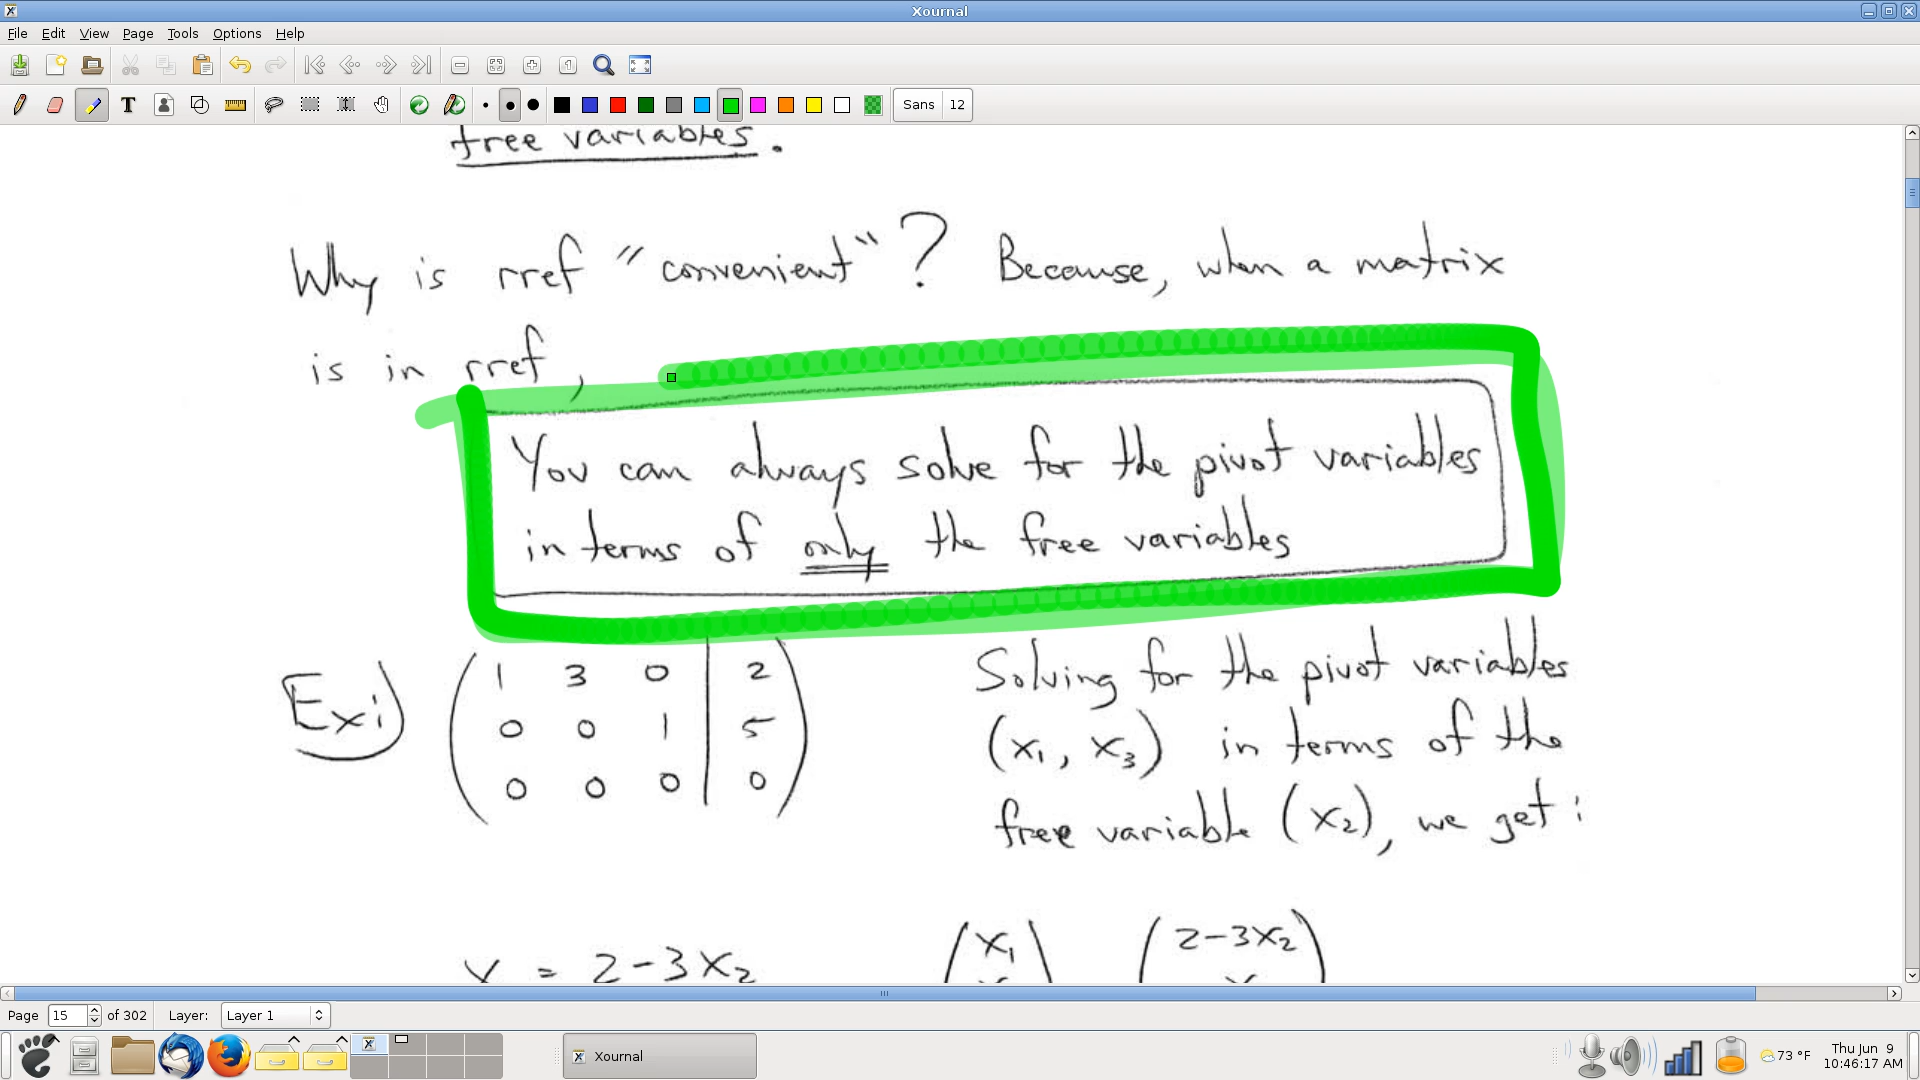 Xournal
File Edit View Page Tools Options Help
Sans 12
free variables.
Why is rref "convenient"? Because, when a matrix
is in rref,
You can always solve for the pivot variables
in terms of only the free variables
Ex:
1 3 0 | 2
0 0 1 | 5
0 0 0 | 0
Solving for the pivot variables
(x₁, x₃) in terms of the
free variable (x₂), we get:
= 2-3x₂
(x₁) (2-3x₂)
Page 15 of 302 Layer: Layer 1
Xournal
73 °F
Thu Jun 9
10:46:17 AM